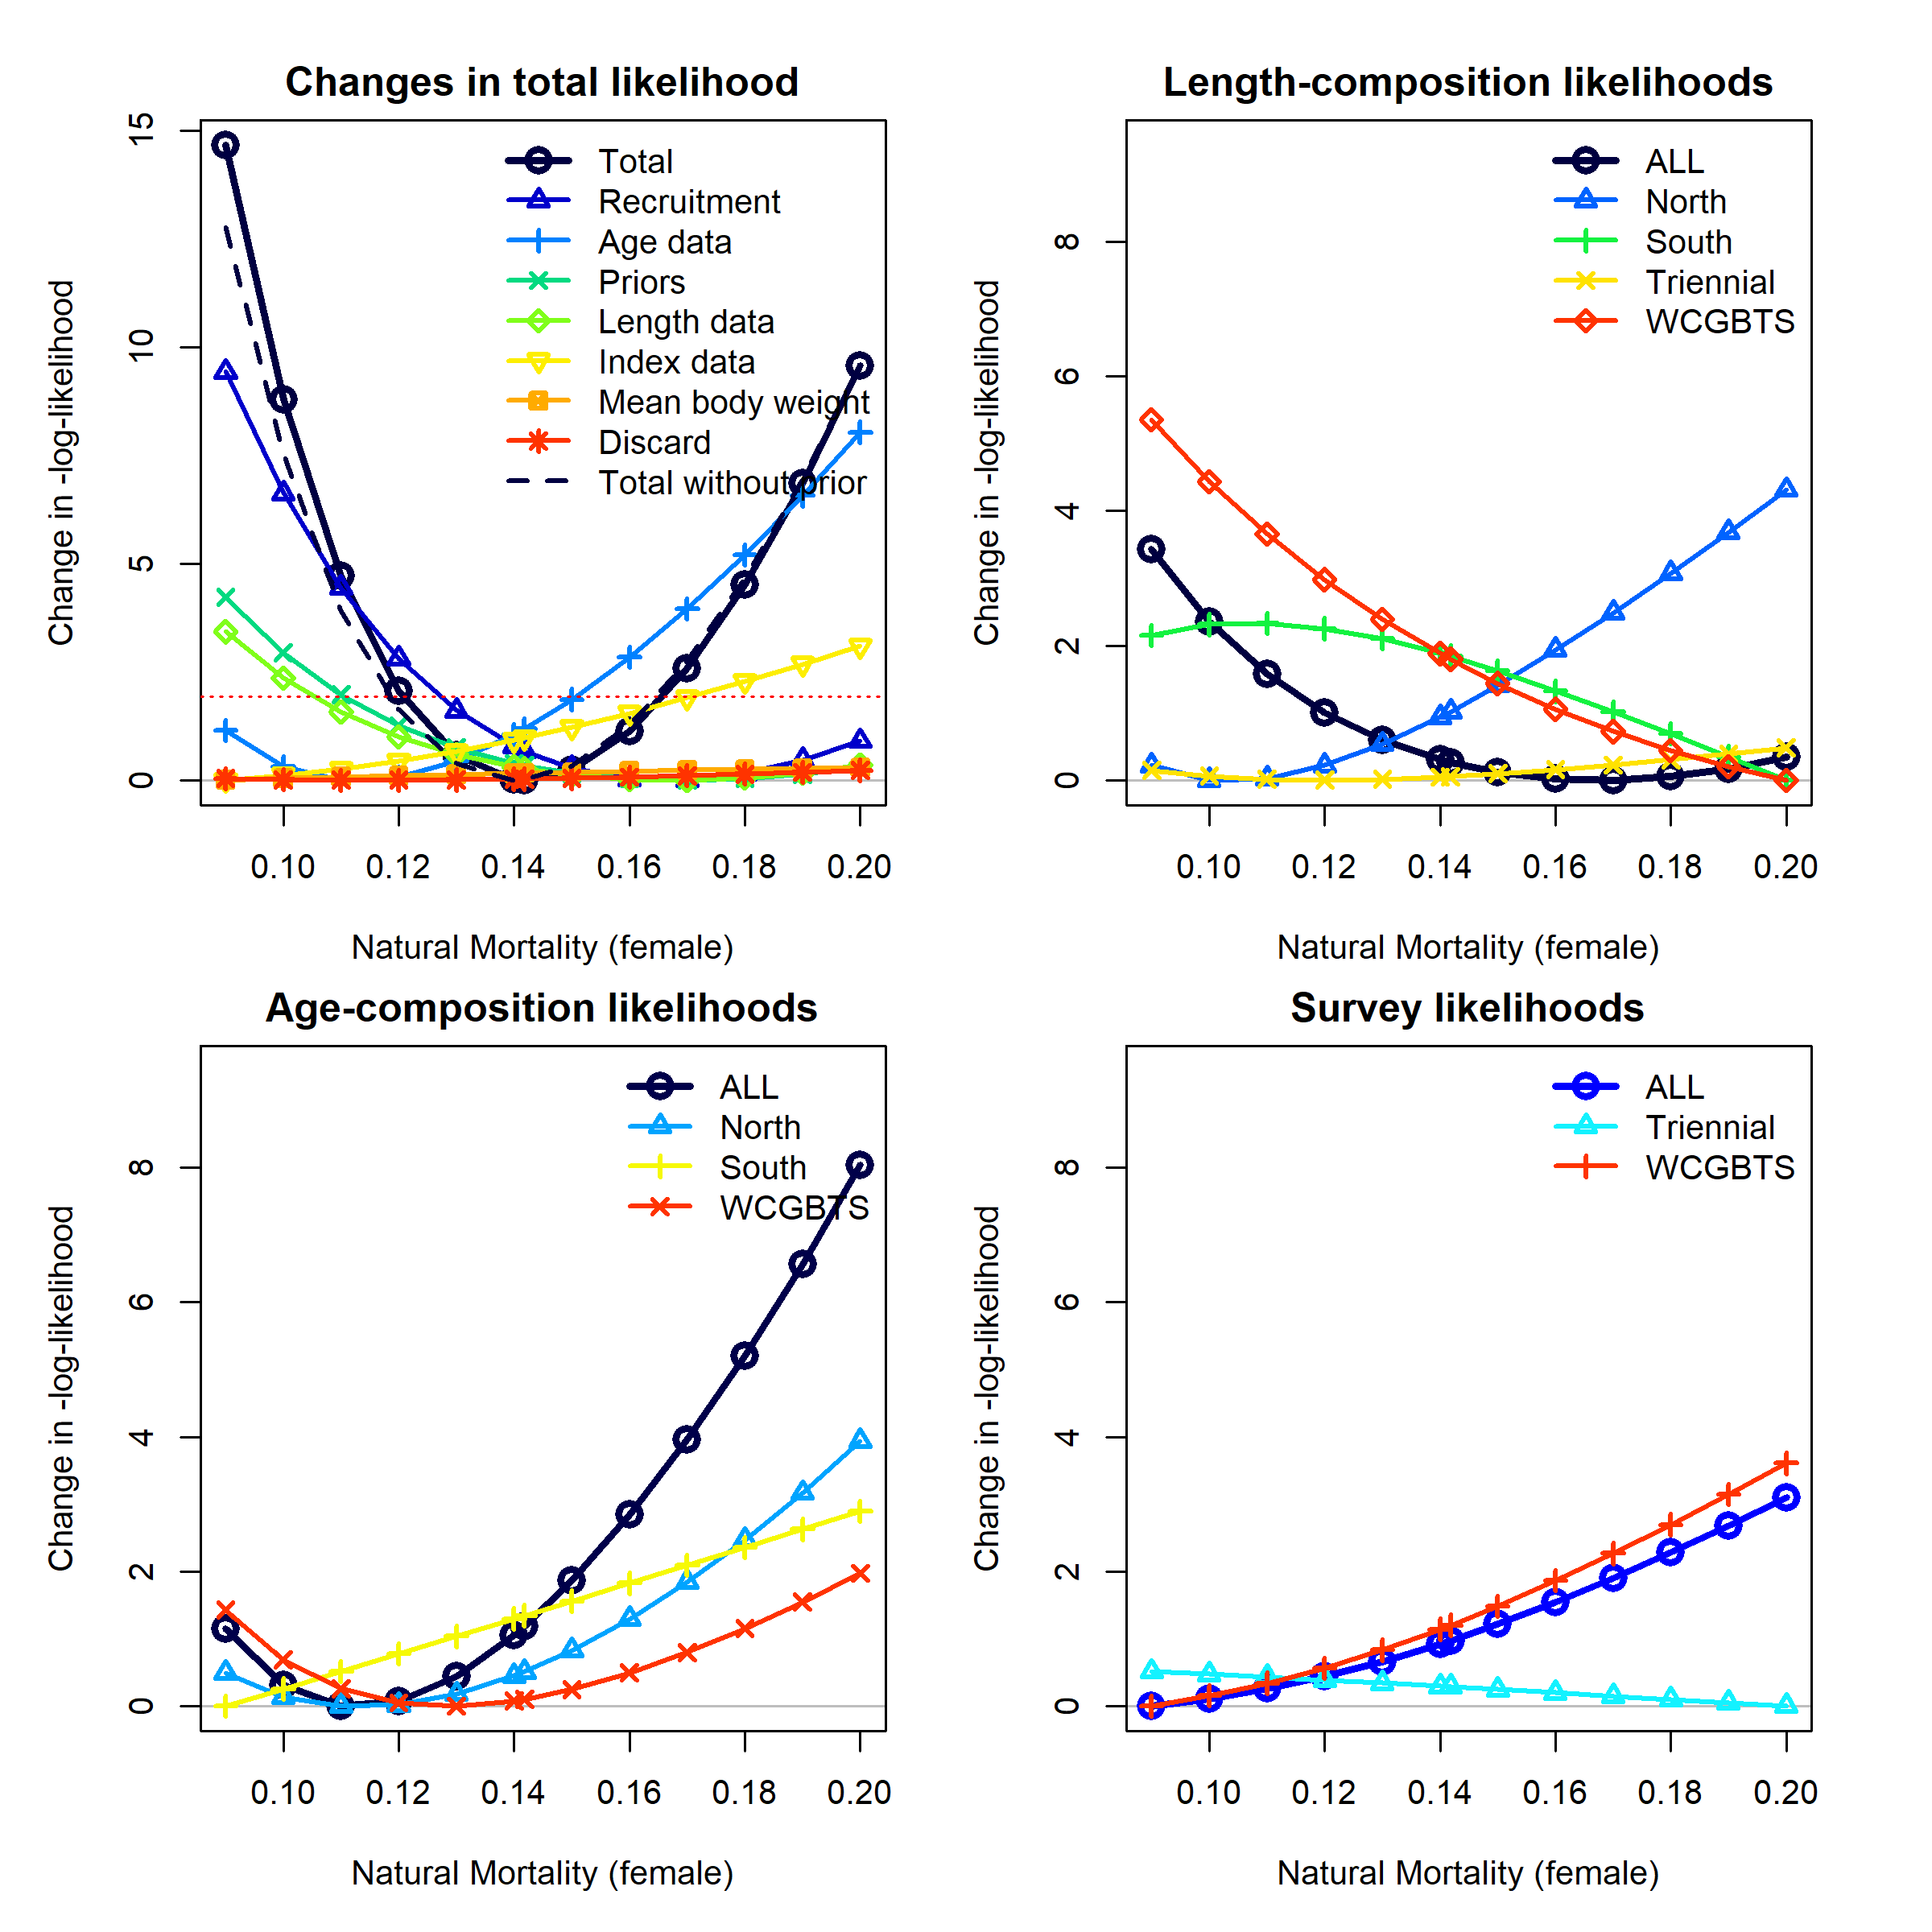 Changes in total likelihood
Change in -log-likelihood
15
10
5
0
Total
Recruitment
Age data
Priors
Length data
Index data
Mean body weight
Discard
Total without prior
0.10 0.12 0.14 0.16 0.18 0.20
Natural Mortality (female)
Length-composition likelihoods
Change in -log-likelihood
8
6
4
2
0
ALL
North
South
Triennial
WCGBTS
0.10 0.12 0.14 0.16 0.18 0.20
Natural Mortality (female)
Age-composition likelihoods
Change in -log-likelihood
8
6
4
2
0
ALL
North
South
WCGBTS
0.10 0.12 0.14 0.16 0.18 0.20
Natural Mortality (female)
Survey likelihoods
Change in -log-likelihood
8
6
4
2
0
ALL
Triennial
WCGBTS
0.10 0.12 0.14 0.16 0.18 0.20
Natural Mortality (female)